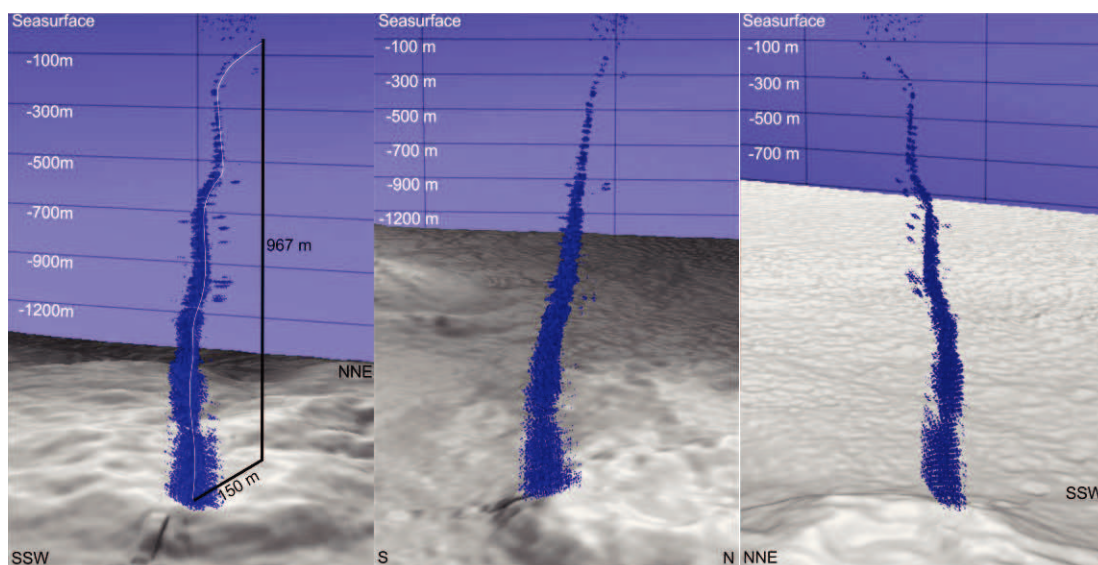 Seasurface
-100m
-300m
-500m
-700m
-900m
-1200m
967 m
150 m
NNE
SSW
Seasurface
-100 m
-300 m
-500 m
-700 m
-900 m
-1200 m
S
N
Seasurface
-100 m
-300 m
-500 m
-700 m
SSW
NNE